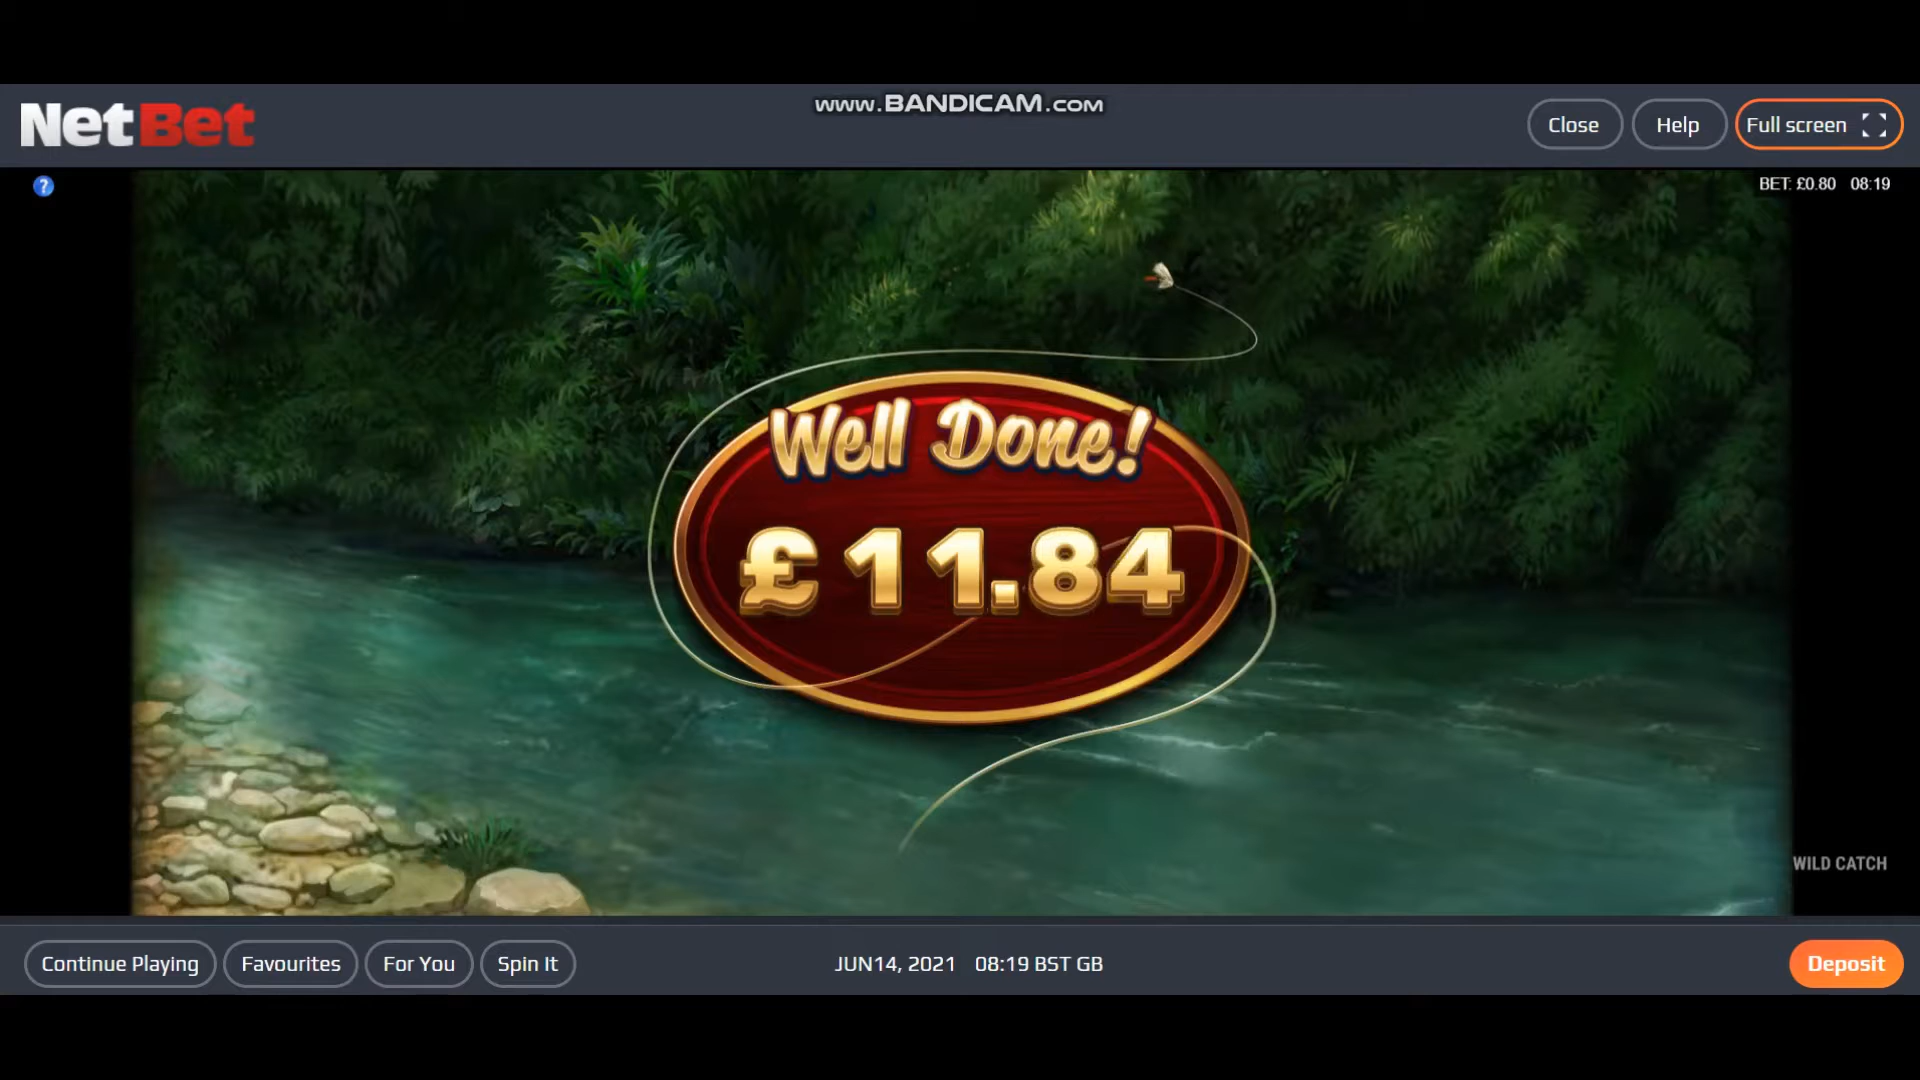 www.BANDICAM.COM
NetBet
Close
Help
Full screen
?
BET: £0.80 08:19
Well Done!
£11.84
WILD CATCH
Continue Playing
Favourites
For You
Spin It
JUN14, 2021 08:19 BST GB
Deposit